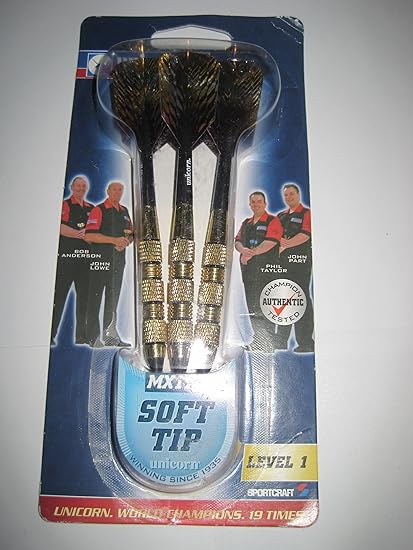 unicorn.
BOB
ANDERSON
JOHN
LOWE
PHIL
TAYLOR
JOHN
PART
CHAMPION
AUTHENTIC
TESTED
SOFT
TIP
unicorn
WINNING SINCE 1935
LEVEL 1
SPORTCRAFT
UNICORN. WORLD CHAMPIONS. 19 TIMES